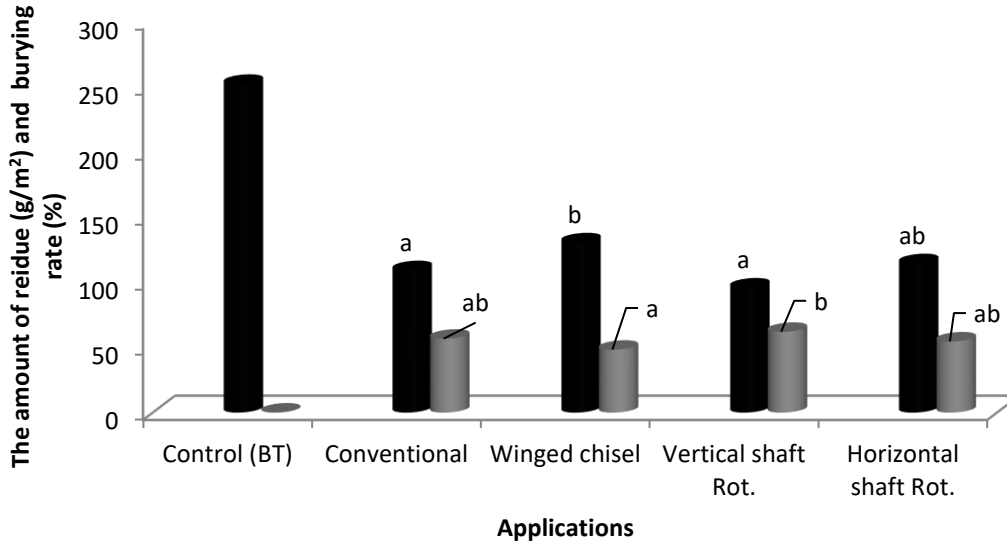 The amount of reidue (g/m²) and burying
rate (%)
300
250
200
150
100
50
0
a
ab
b
a
a
b
ab
ab
Control (BT)
Conventional
Winged chisel
Vertical shaft
Rot.
Horizontal
shaft Rot.
Applications